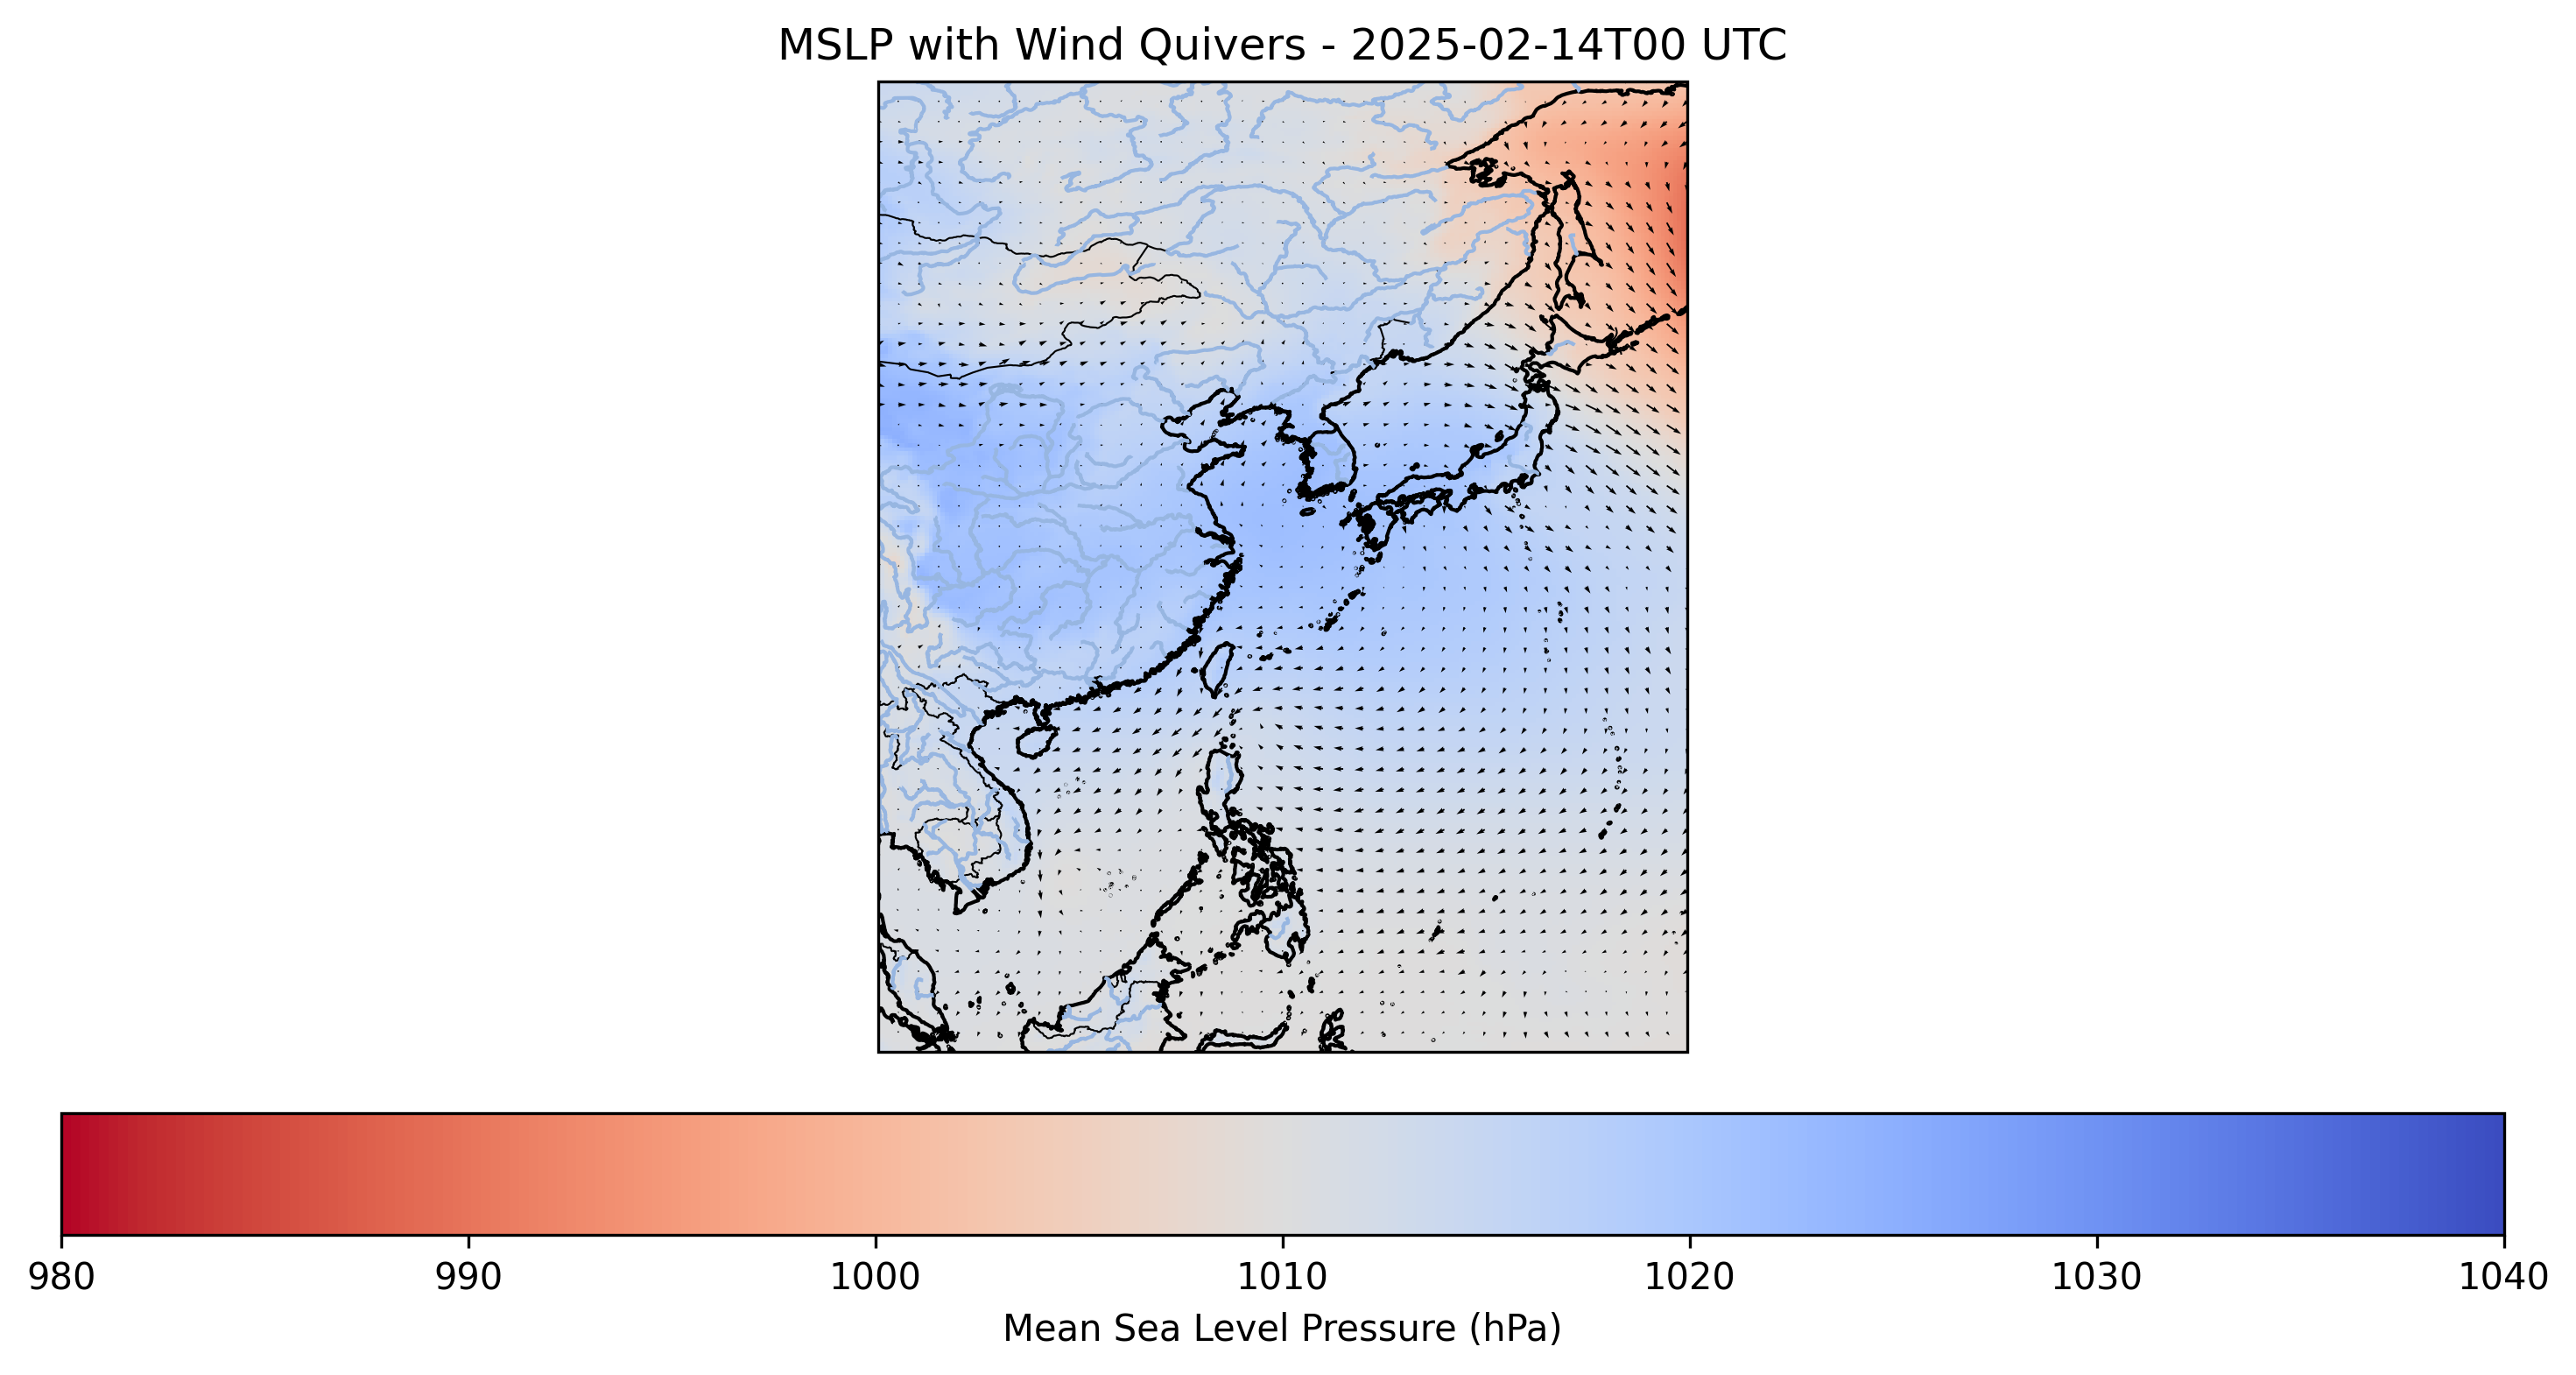 MSLP with Wind Quivers - 2025-02-14T00 UTC
980 990 1000 1010 1020 1030 1040
Mean Sea Level Pressure (hPa)